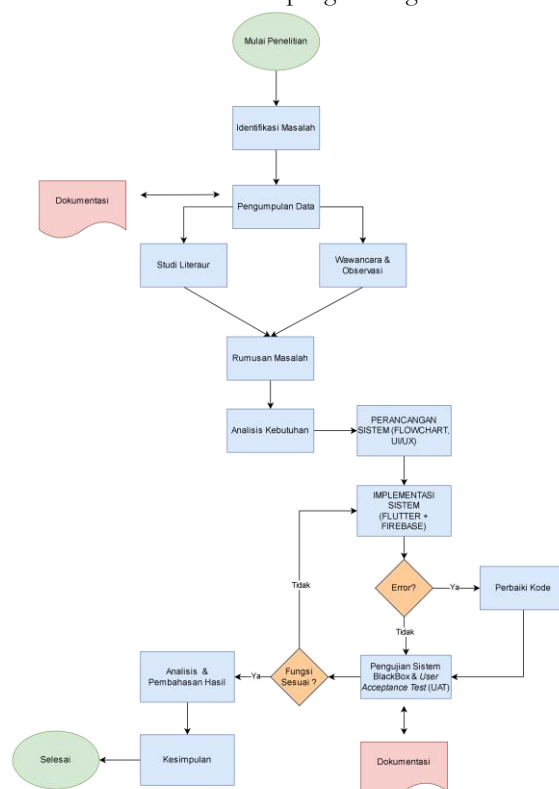 Mulai Penelitian
Identifikasi Masalah
Dokumentasi
Pengumpulan Data
Studi Literaur
Wawancara &
Observasi
Rumusan Masalah
Analisis Kebutuhan
PERANCANGAN
SISTEM (FLOWCHART,
UI/UX)
IMPLEMENTASI
SISTEM
(FLUTTER +
FIREBASE)
Tidak
Error?
Ya
Perbaiki Kode
Tidak
Analisis &
Pembahasan Hasil
Ya
Fungsi
Sesuai ?
Pengujian Sistem
BlackBox & User
Acceptance Test (UAT)
Selesai
Kesimpulan
Dokumentasi